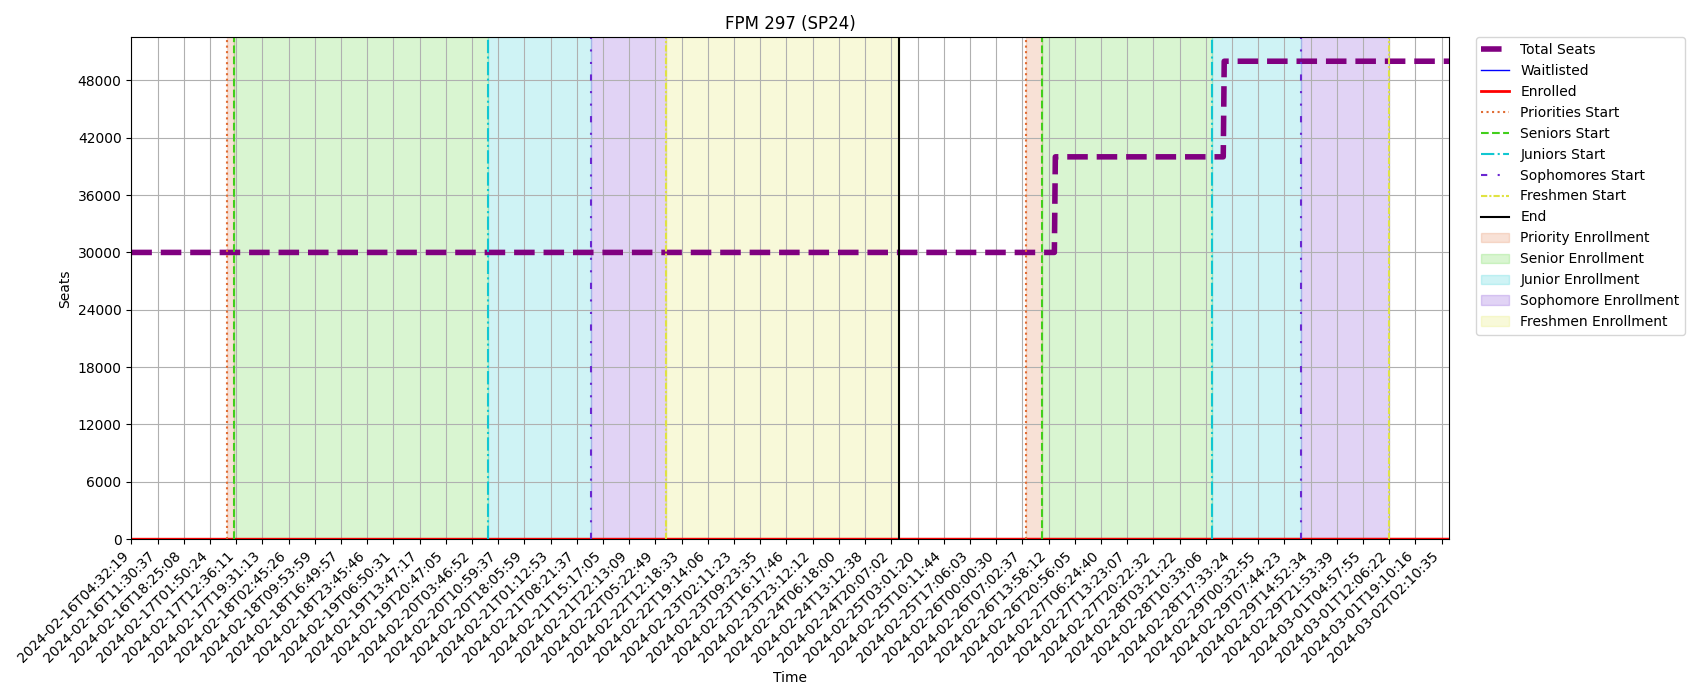 FPM 297 (SP24)
48000
42000
36000
30000
24000
18000
12000
6000
0
Seats
2024-02-16T04:32:19
2024-02-16T11:30:37
2024-02-16T18:25:08
2024-02-17T01:50:24
2024-02-17T12:36:11
2024-02-17T19:31:13
2024-02-18T02:45:26
2024-02-18T09:53:59
2024-02-18T16:49:57
2024-02-18T23:45:46
2024-02-19T06:50:31
2024-02-19T13:47:17
2024-02-19T20:47:05
2024-02-20T03:46:52
2024-02-20T10:59:37
2024-02-20T18:05:59
2024-02-21T01:12:53
2024-02-21T08:21:37
2024-02-21T15:17:05
2024-02-21T22:13:09
2024-02-22T05:22:49
2024-02-22T12:18:33
2024-02-22T19:14:06
2024-02-23T02:11:23
2024-02-23T09:23:35
2024-02-23T16:17:46
2024-02-23T23:12:12
2024-02-24T06:18:00
2024-02-24T13:12:38
2024-02-24T20:07:02
2024-02-25T03:01:20
2024-02-25T10:11:44
2024-02-25T17:06:03
2024-02-26T00:00:30
2024-02-26T07:02:37
2024-02-26T13:58:12
2024-02-26T20:56:05
2024-02-27T06:24:40
2024-02-27T13:23:07
2024-02-27T20:22:32
2024-02-28T03:21:22
2024-02-28T10:33:06
2024-02-28T17:33:24
2024-02-29T00:32:55
2024-02-29T07:44:23
2024-02-29T14:52:34
2024-02-29T21:53:39
2024-03-01T04:57:55
2024-03-01T12:06:22
2024-03-01T19:10:16
2024-03-02T02:10:35
Time
Total Seats
Waitlisted
Enrolled
Priorities Start
Seniors Start
Juniors Start
Sophomores Start
Freshmen Start
End
Priority Enrollment
Senior Enrollment
Junior Enrollment
Sophomore Enrollment
Freshmen Enrollment